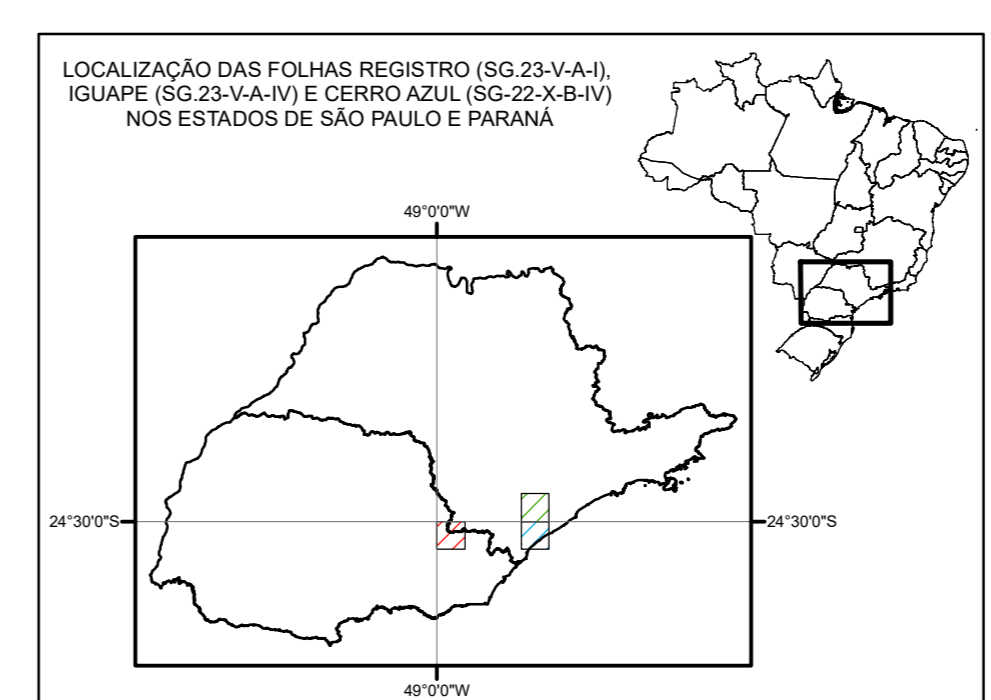 LOCALIZAÇÃO DAS FOLHAS REGISTRO (SG.23-V-A-I),
IGUAPE (SG.23-V-A-IV) E CERRO AZUL (SG-22-X-B-IV)
NOS ESTADOS DE SÃO PAULO E PARANÁ
49°0'0"W
24°30'0"S
24°30'0"S
49°0'0"W